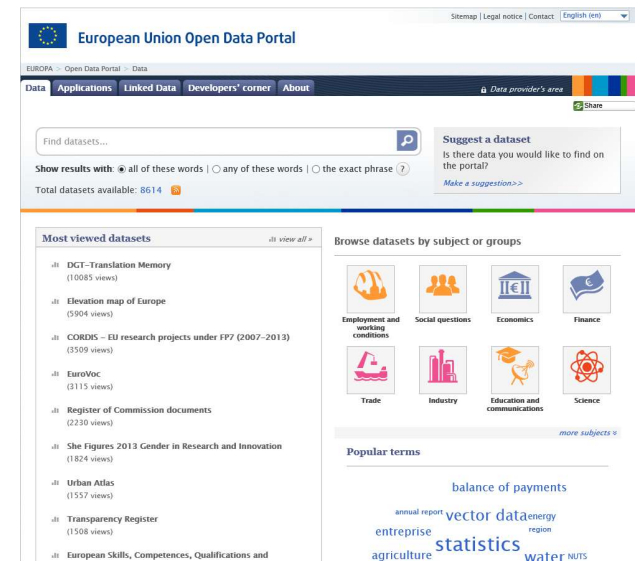 Sitemap | Legal notice | Contact English (en)
European Union Open Data Portal
EUROPA > Open Data Portal > Data
Data Applications Linked Data Developers' corner About Data provider's area
Share
Find datasets...
Show results with: all of these words | any of these words | the exact phrase ?
Total datasets available: 8614
Suggest a dataset
Is there data you would like to find on
the portal?
Make a suggestion>>
Most viewed datasets view all »
DGT-Translation Memory
(10085 views)
Elevation map of Europe
(5904 views)
CORDIS - EU research projects under FP7 (2007-2013)
(3509 views)
EuroVoc
(3115 views)
Register of Commission documents
(2230 views)
She Figures 2013 Gender in Research and Innovation
(1824 views)
Urban Atlas
(1557 views)
Transparency Register
(1508 views)
European Skills, Competences, Qualifications and
Browse datasets by subject or groups
Employment and
working
conditions
Social questions
Economics
Finance
Trade
Industry
Education and
communications
Science
more subjects
Popular terms
balance of payments
annual report vector data energy
entreprise region
agriculture statistics water NUTS